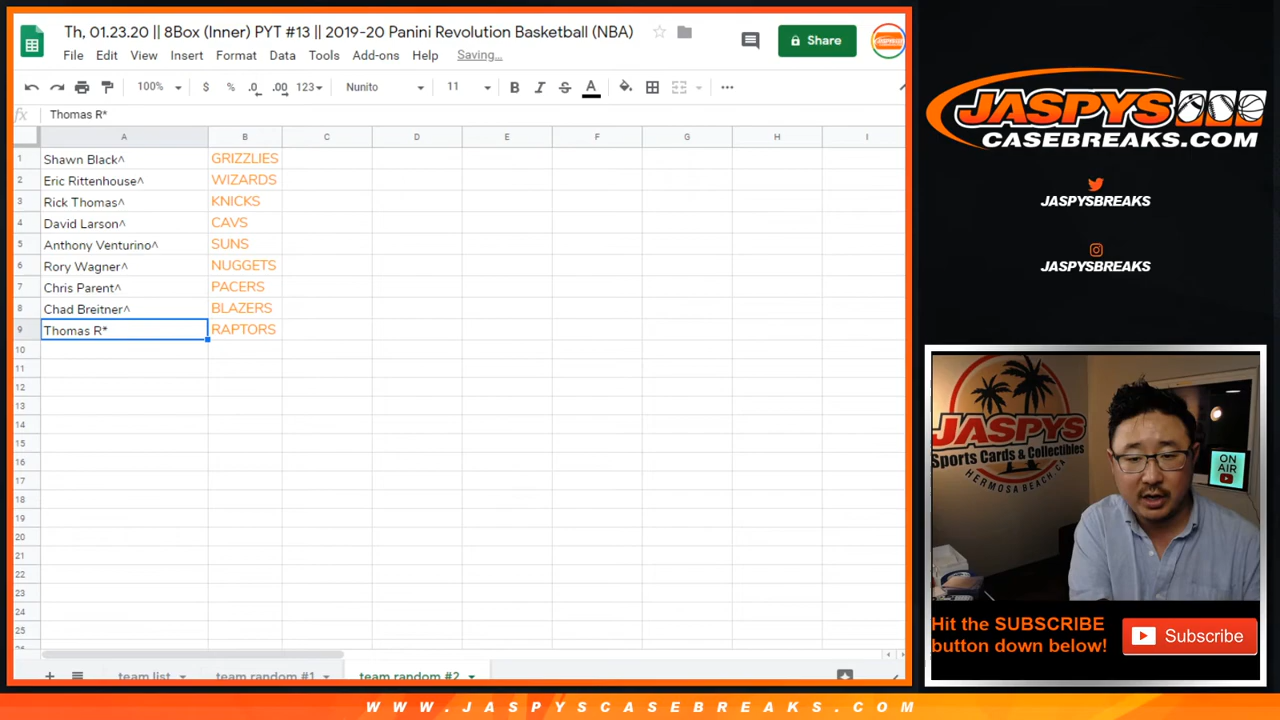 Th, 01.23.20 || 8Box (Inner) PYT #13 || 2019-20 Panini Revolution Basketball (NBA)
File Edit View Insert Format Data Tools Add-ons Help Saving...
Share
100% $ % .0 .00 123 Nunito 11 B I S A
fx Thomas R*
A B C D E F G H I
1 Shawn Black^ GRIZZLIES
2 Eric Rittenhouse^ WIZARDS
3 Rick Thomas^ KNICKS
4 David Larson^ CAVS
5 Anthony Venturino^ SUNS
6 Rory Wagner^ NUGGETS
7 Chris Parent^ PACERS
8 Chad Breitner^ BLAZERS
9 Thomas R* RAPTORS
10
11
12
13
14
15
16
17
18
19
20
21
22
23
24
25
team list team random #1 team random #2
JASPYS
CASEBREAKS.COM
JASPYSBREAKS
JASPYSBREAKS
JASPYS
Sports Cards & Collectibles
HERMOSA BEACH, CA
ON
AIR
Hit the SUBSCRIBE
button down below!
Subscribe
WWW.JASPYSCASEBREAKS.COM